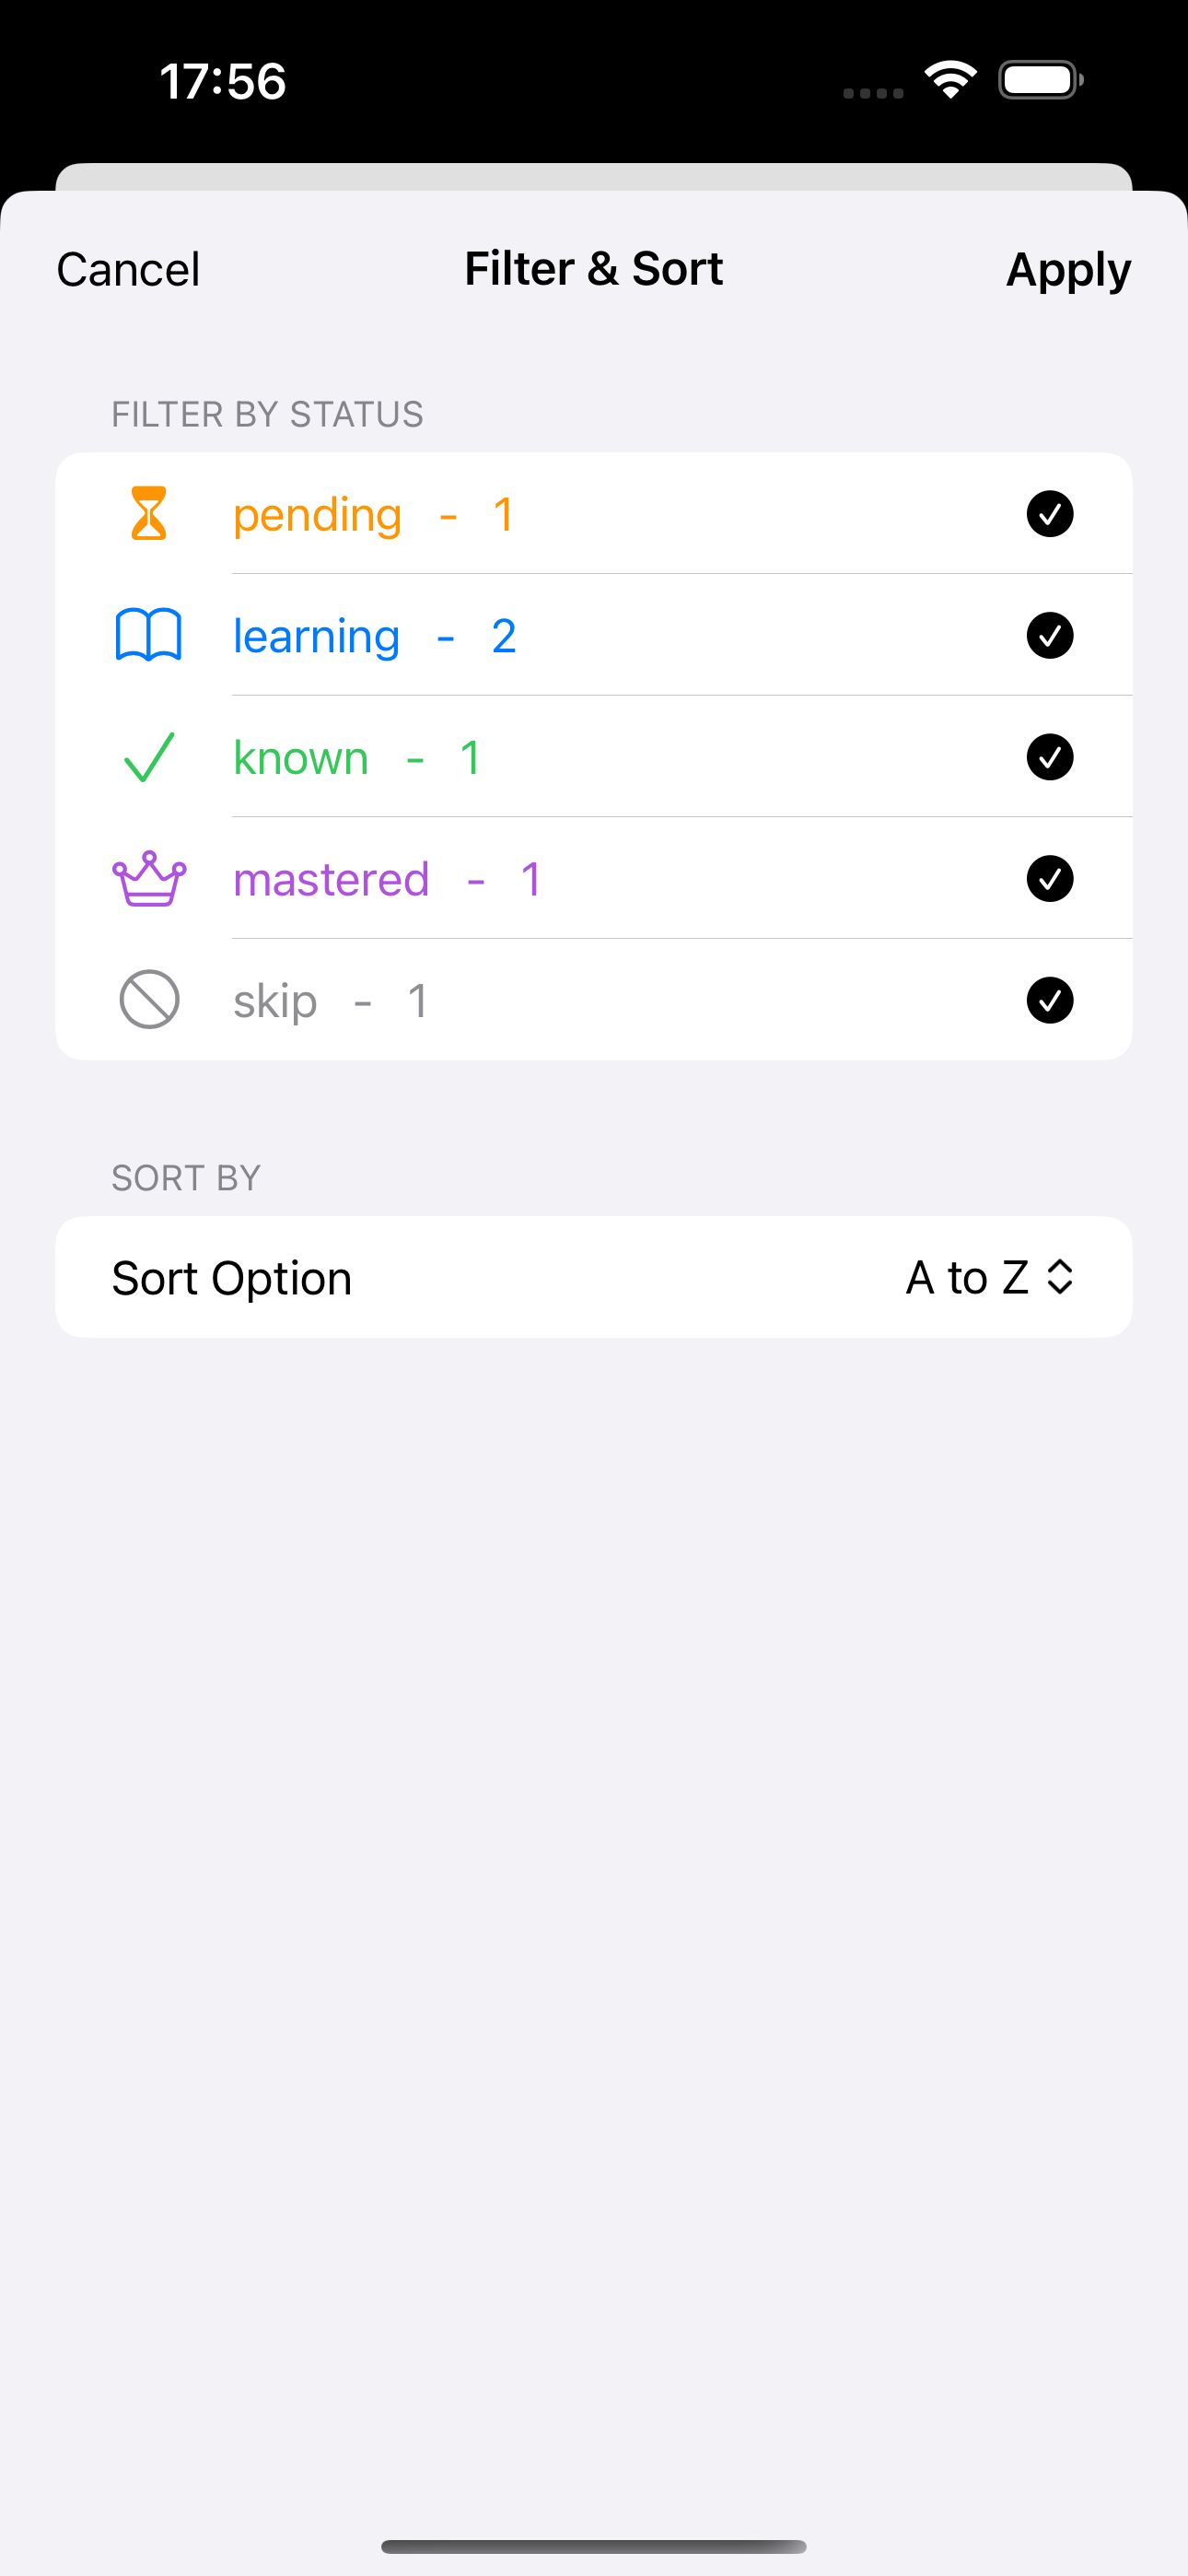 17:56
Cancel Filter & Sort Apply
FILTER BY STATUS
pending - 1
learning - 2
known - 1
mastered - 1
skip - 1
SORT BY
Sort Option A to Z